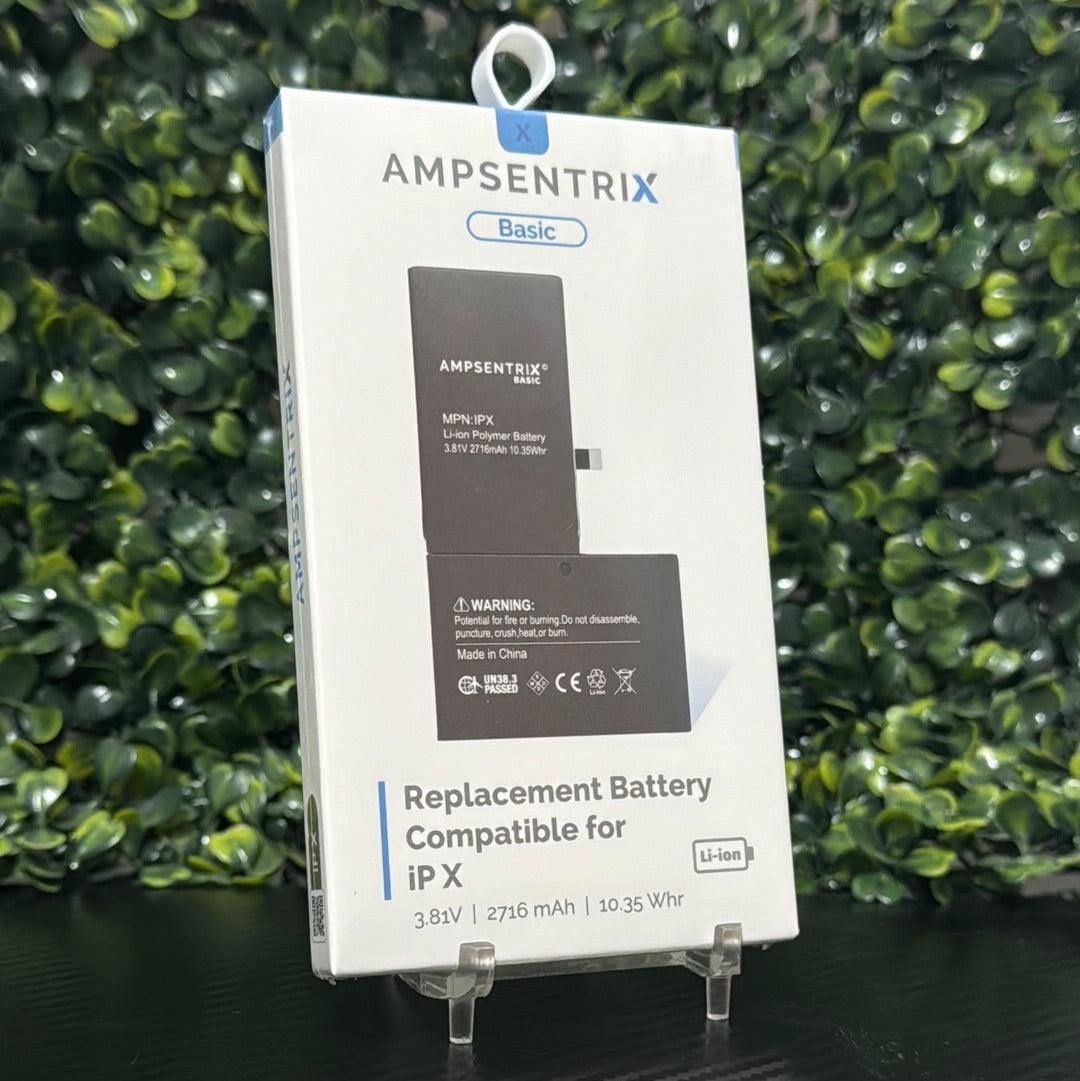 X
AMPSENTRIX
Basic
AMPSENTRIX©
BASIC
MPN:IPX
Li-ion Polymer Battery
3.81V 2716mAh 10.35Whr
WARNING:
Potential for fire or burning.Do not disassemble,
puncture, crush,heat,or burn.
Made in China
UN38.3
PASSED
CE
Li-ion
Replacement Battery
Compatible for
iP X
Li-ion
3.81V | 2716 mAh | 10.35 Whr
AMPSENTRIX
iP X